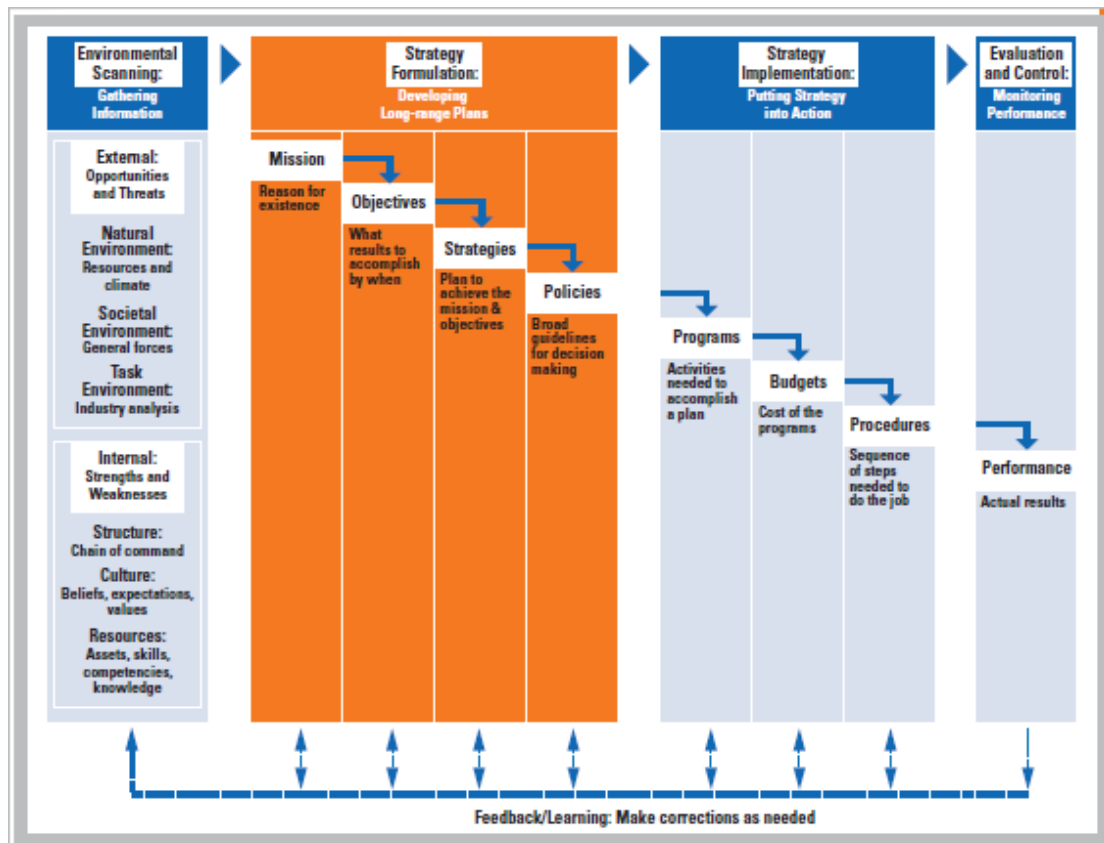 Environmental
Scanning:
Gathering
Information
External:
Opportunities
and Threats
Natural
Environment:
Resources and
climate
Societal
Environment:
General forces
Task
Environment:
Industry analysis
Internal:
Strengths and
Weaknesses
Structure:
Chain of command
Culture:
Beliefs, expectations,
values
Resources:
Assets, skills,
competencies,
knowledge
Strategy
Formulation:
Developing
Long-range Plans
Mission
Reason for
existence
Objectives
What
results to
accomplish
by when
Strategies
Plan to
achieve the
mission &
objectives
Policies
Broad
guidelines
for decision
making
Strategy
Implementation:
Putting Strategy
into Action
Programs
Activities
needed to
accomplish
a plan
Budgets
Cost of the
programs
Procedures
Sequence
of steps
needed to
do the job
Evaluation
and Control:
Monitoring
Performance
Performance
Actual results
Feedback/Learning: Make corrections as needed